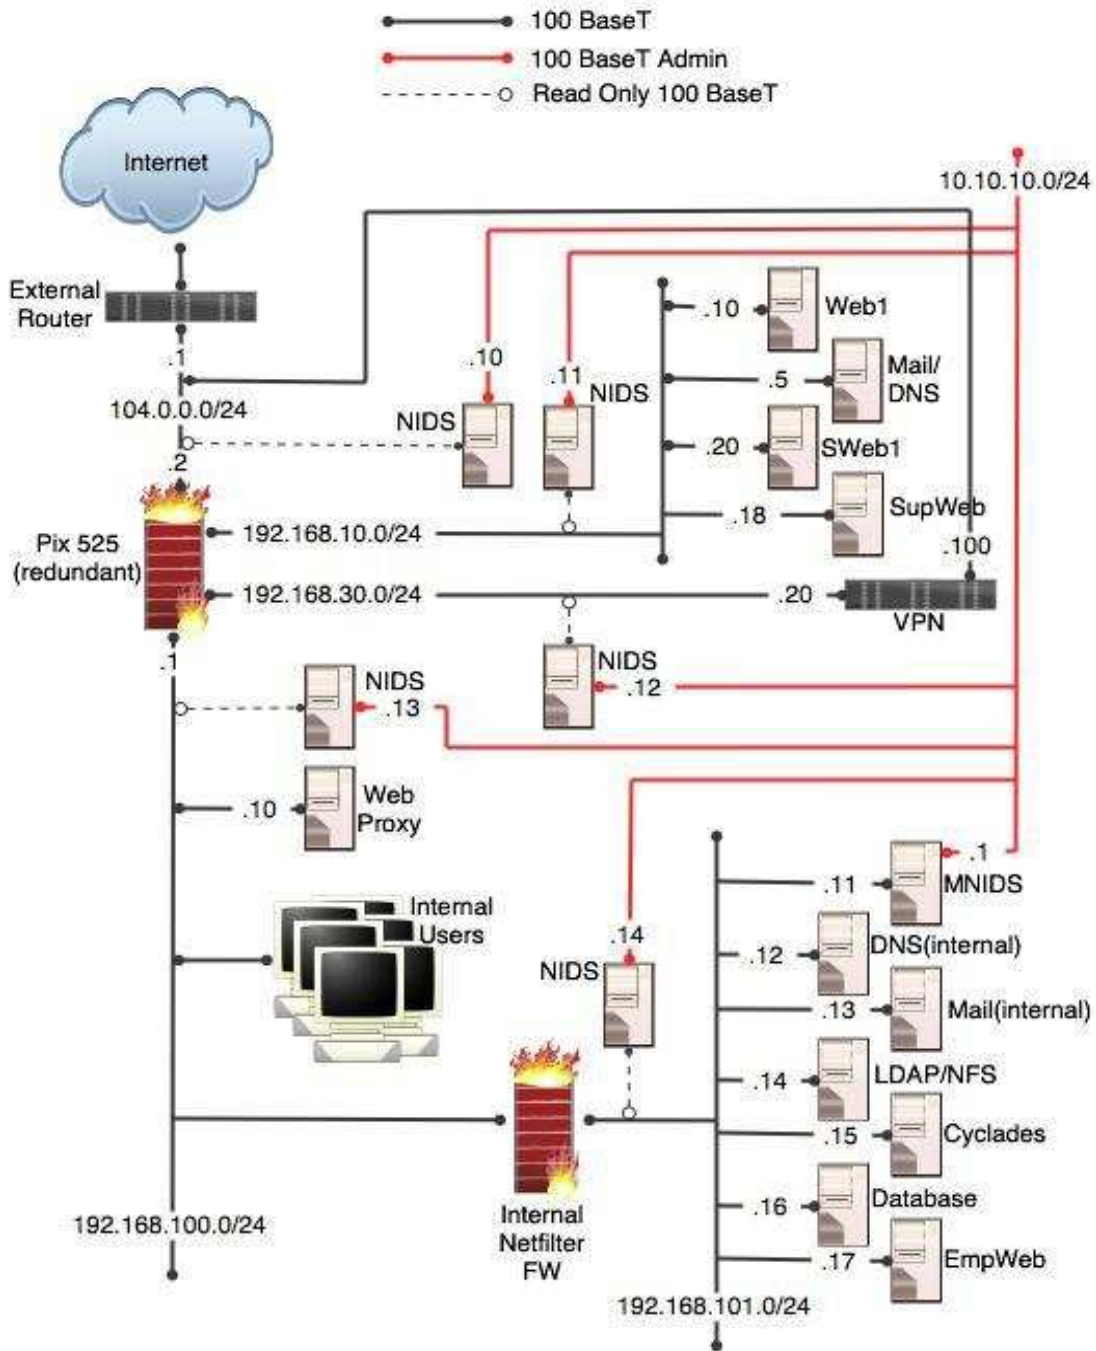 100 BaseT
100 BaseT Admin
Read Only 100 BaseT
Internet
10.10.10.0/24
External
Router
.1
104.0.0.0/24
.2
.10
NIDS
.11
NIDS
.10
Web1
.5
Mail/
DNS
.20
SWeb1
.18
SupWeb
.100
Pix 525
(redundant)
192.168.10.0/24
192.168.30.0/24
.20
VPN
.1
NIDS
.12
NIDS
.13
.10
Web
Proxy
Internal
Users
.14
NIDS
.1
.11
MNIDS
.12
DNS(internal)
.13
Mail(internal)
.14
LDAP/NFS
.15
Cyclades
.16
Database
.17
EmpWeb
Internal
Netfilter
FW
192.168.100.0/24
192.168.101.0/24